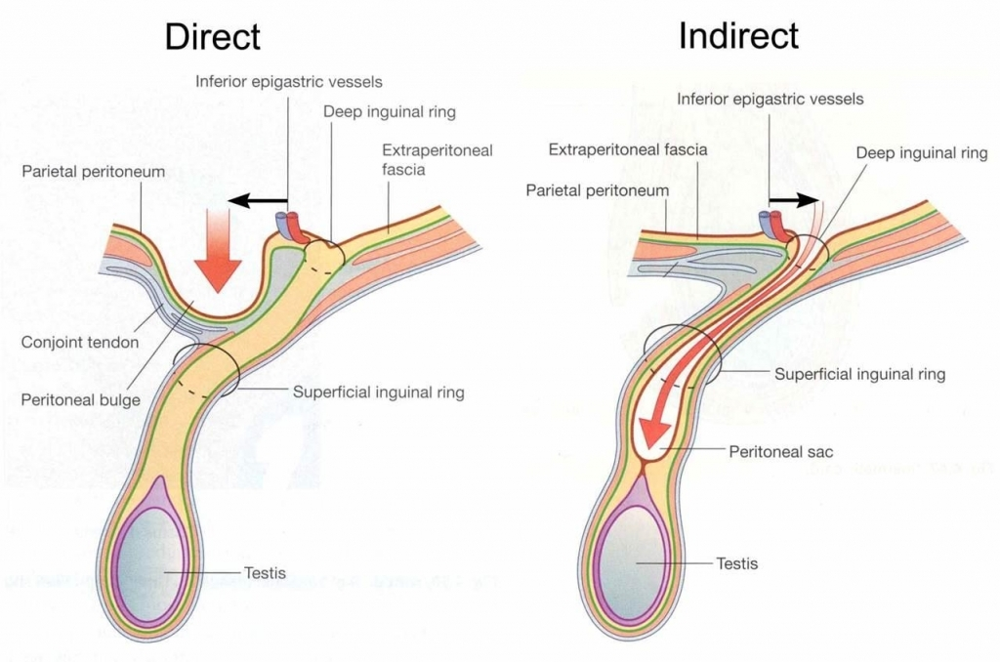 Direct
Inferior epigastric vessels
Deep inguinal ring
Extraperitoneal
fascia
Parietal peritoneum
Conjoint tendon
Peritoneal bulge
Superficial inguinal ring
Testis
Indirect
Inferior epigastric vessels
Extraperitoneal fascia
Deep inguinal ring
Parietal peritoneum
Superficial inguinal ring
Peritoneal sac
Testis